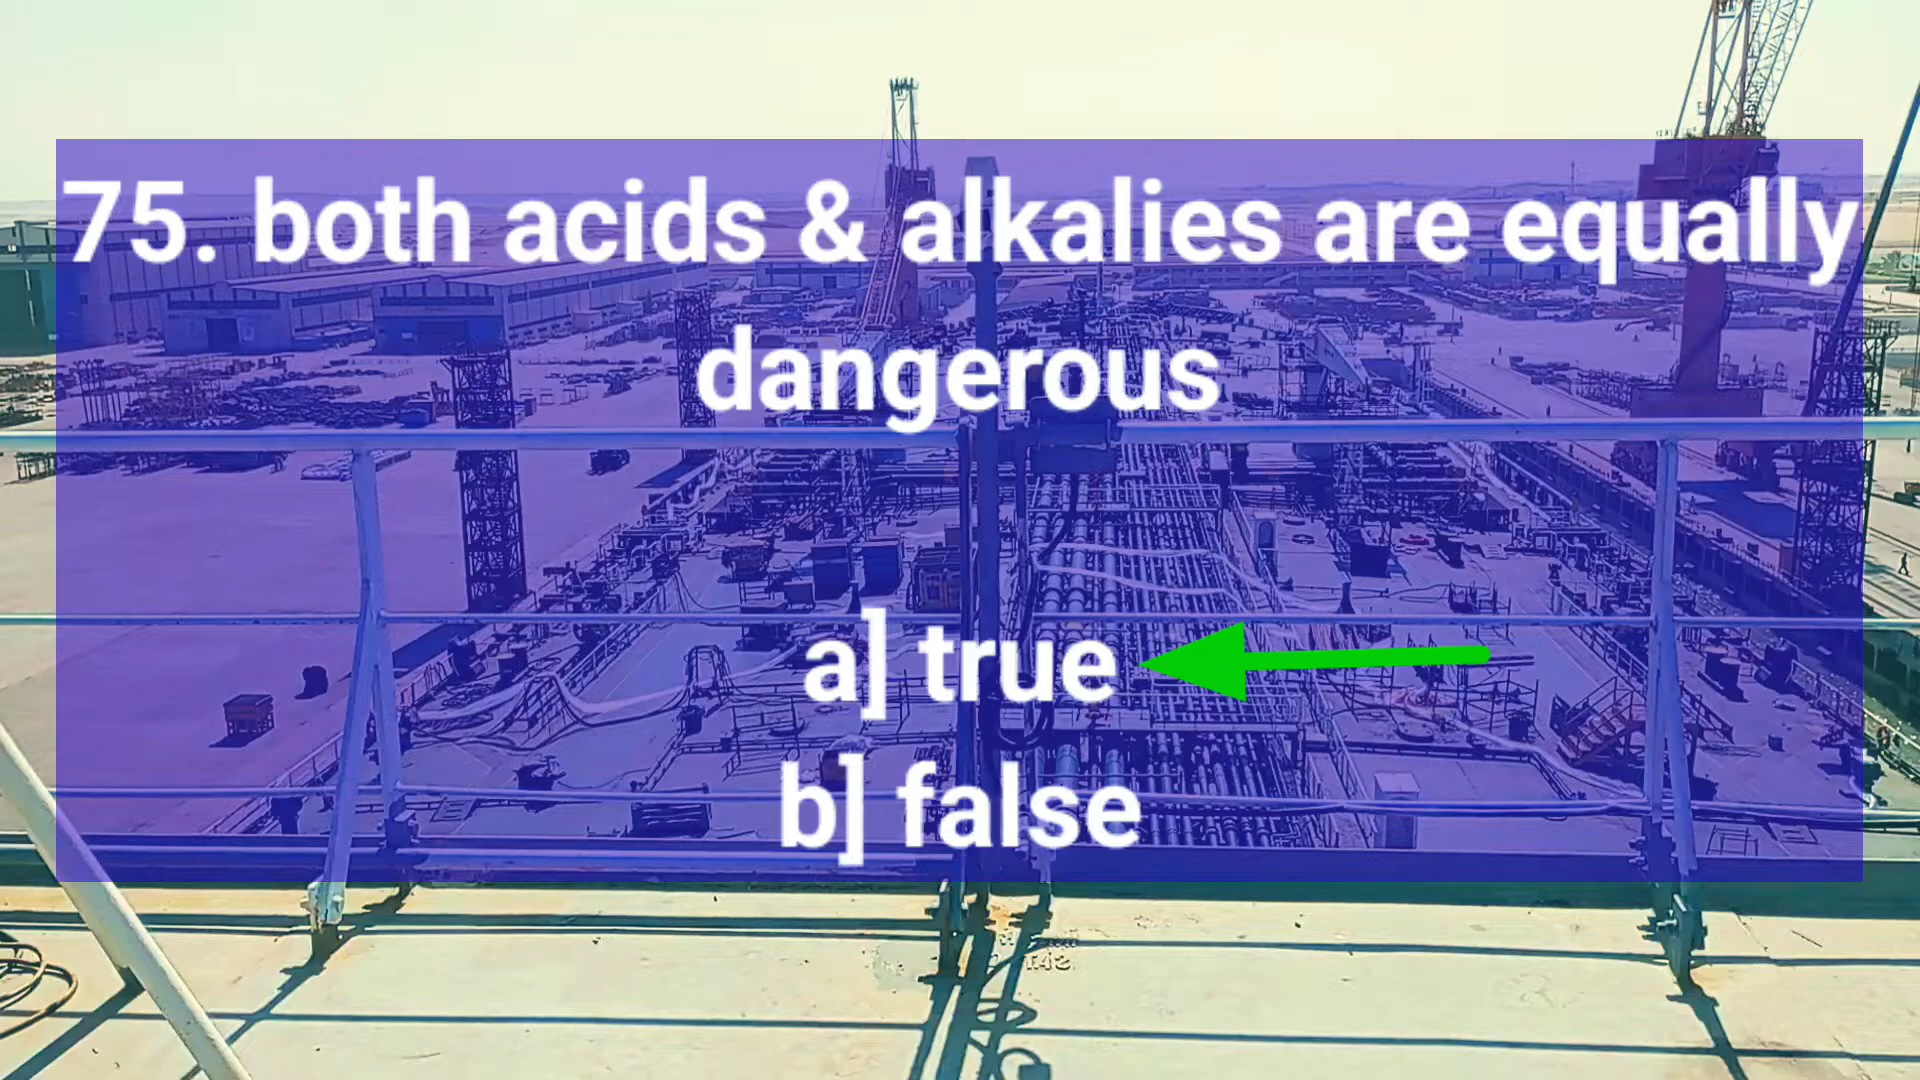 75. both acids & alkalies are equally
dangerous
a] true
b] false